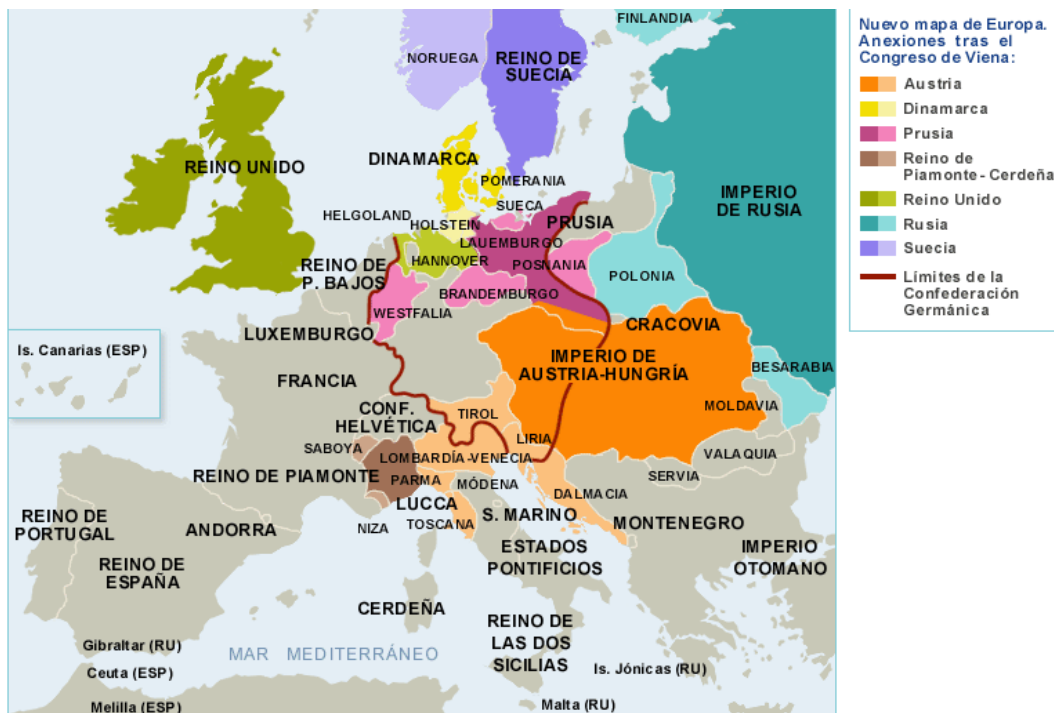 FINLANDIA
NORUEGA
REINO DE
SUECIA
REINO UNIDO
DINAMARCA
POMERANIA
SUECA
HELGOLAND
HOLSTEIN
PRUSIA
IMPERIO
DE RUSIA
LAUEMBURGO
HANNOVER
POSNANIA
REINO DE
P. BAJOS
POLONIA
BRANDEMBURGO
WESTFALIA
LUXEMBURGO
CRACOVIA
Is. Canarias (ESP)
IMPERIO DE
AUSTRIA-HUNGRÍA
BESARABIA
FRANCIA
MOLDAVIA
CONF.
HELVÉTICA
TIROL
LIRIA
SABOYA
LOMBARDÍA-VENECIA
VALAQUIA
REINO DE PIAMONTE
PARMA
MÓDENA
SERVIA
DALMACIA
LUCCA
REINO DE
PORTUGAL
ANDORRA
NIZA
TOSCANA
S. MARINO
MONTENEGRO
REINO DE
ESPAÑA
ESTADOS
PONTIFICIOS
IMPERIO
OTOMANO
CERDEÑA
REINO DE
LAS DOS
SICILIAS
Gibraltar (RU)
MAR MEDITERRÁNEO
Ceuta (ESP)
Is. Jónicas (RU)
Melilla (ESP)
Malta (RU)
Nuevo mapa de Europa.
Anexiones tras el
Congreso de Viena:
Austria
Dinamarca
Prusia
Reino de
Piamonte-Cerdeña
Reino Unido
Rusia
Suecia
Límites de la
Confederación
Germánica